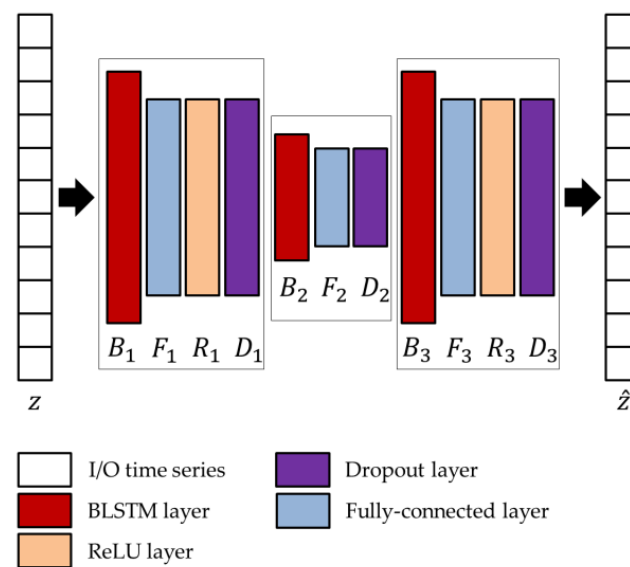 B₁ F₁ R₁ D₁
B₂ F₂ D₂
B₃ F₃ R₃ D₃
z
ẑ
I/O time series
BLSTM layer
ReLU layer
Dropout layer
Fully-connected layer